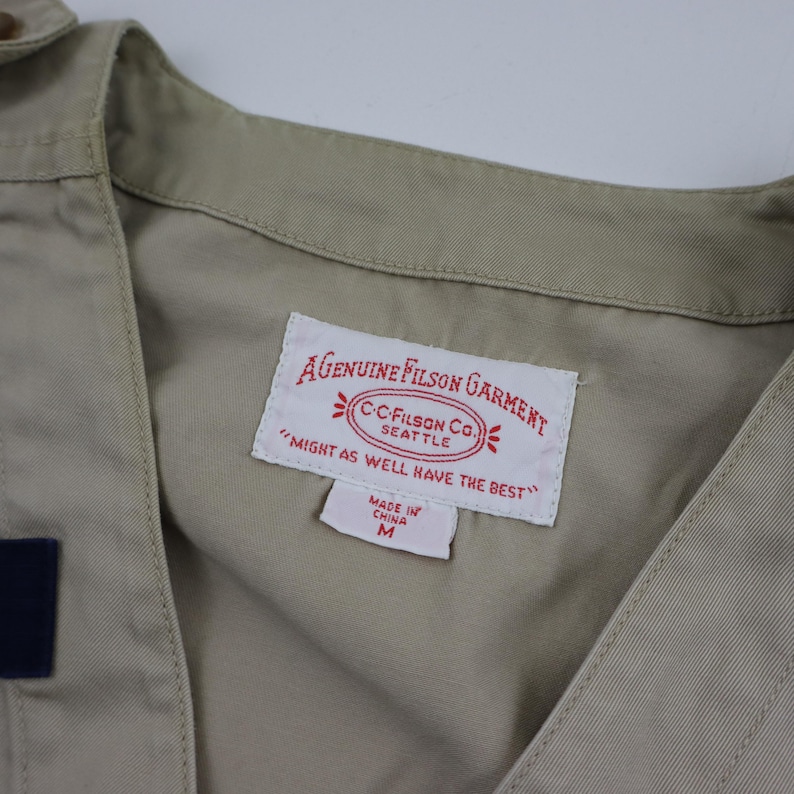 A GENUINE FILSON GARMENT
C·C·FILSON CO.
SEATTLE
"MIGHT AS WELL HAVE THE BEST"
MADE IN
CHINA
M